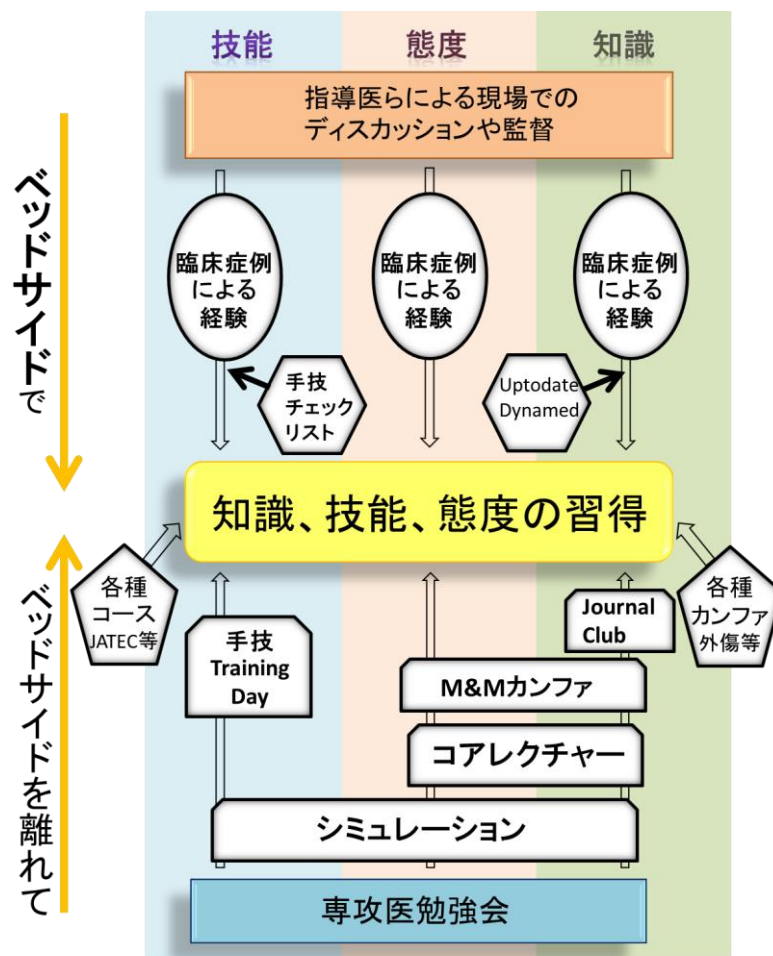 技能
態度
知識
指導医らによる現場での
ディスカッションや監督
ベッドサイドで
臨床症例
による
経験
臨床症例
による
経験
臨床症例
による
経験
手技
チェック
リスト
Uptodate
Dynamed
知識、技能、態度の習得
ベッドサイドを離れて
各種
コース
JATEC等
手技
Training
Day
Journal
Club
各種
カンファ
外傷等
M&Mカンファ
コアレクチャー
シミュレーション
専攻医勉強会